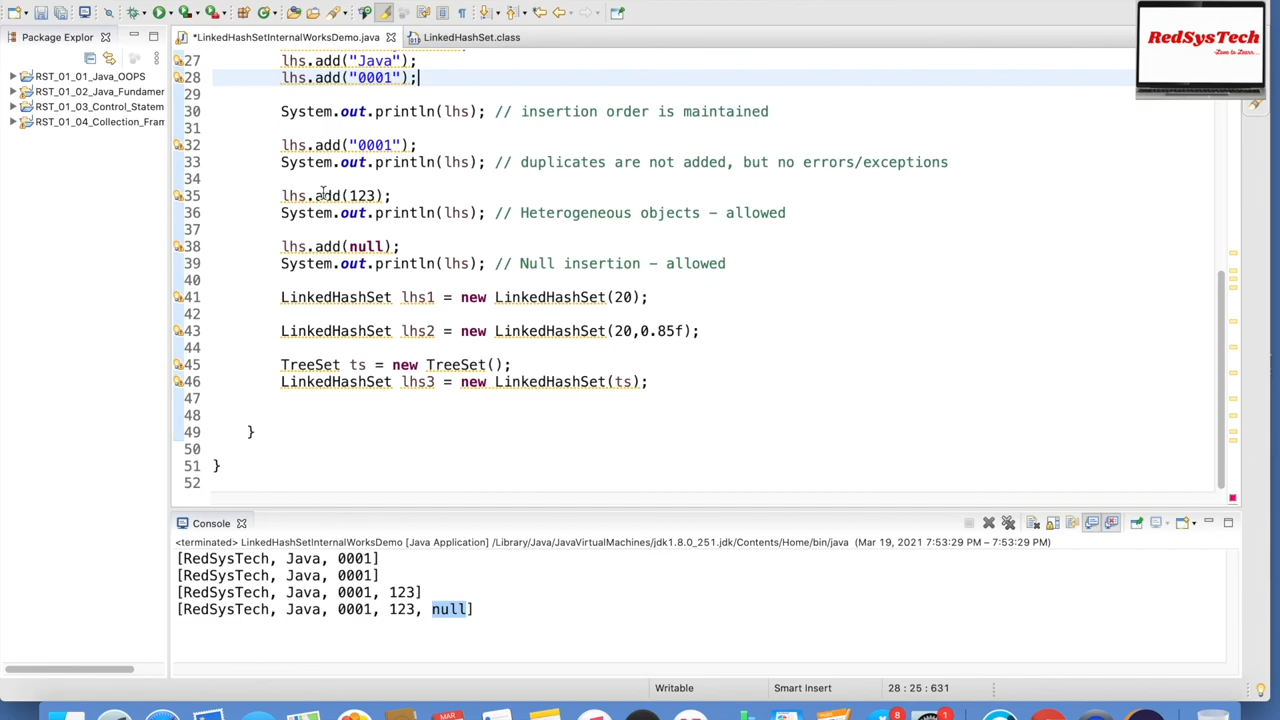 RedSysTech
-Love to Learn..
Package Explor
*LinkedHashSetInternalWorksDemo.java
LinkedHashSet.class
RST_01_01_Java_OOPS
RST_01_02_Java_Fundamer
RST_01_03_Control_Statem
RST_01_04_Collection_Fram
27 lhs.add("Java");
28 lhs.add("0001");
29
30 System.out.println(lhs); // insertion order is maintained
31
32 lhs.add("0001");
33 System.out.println(lhs); // duplicates are not added, but no errors/exceptions
34
35 lhs.add(123);
36 System.out.println(lhs); // Heterogeneous objects - allowed
37
38 lhs.add(null);
39 System.out.println(lhs); // Null insertion - allowed
40
41 LinkedHashSet lhs1 = new LinkedHashSet(20);
42
43 LinkedHashSet lhs2 = new LinkedHashSet(20,0.85f);
44
45 TreeSet ts = new TreeSet();
46 LinkedHashSet lhs3 = new LinkedHashSet(ts);
47
48
49 }
50
51 }
52
Console
<terminated> LinkedHashSetInternalWorksDemo [Java Application] /Library/Java/JavaVirtualMachines/jdk1.8.0_251.jdk/Contents/Home/bin/java (Mar 19, 2021 7:53:29 PM – 7:53:29 PM)
[RedSysTech, Java, 0001]
[RedSysTech, Java, 0001]
[RedSysTech, Java, 0001, 123]
[RedSysTech, Java, 0001, 123, null]
Writable
Smart Insert
28 : 25 : 631
MAR
8
1